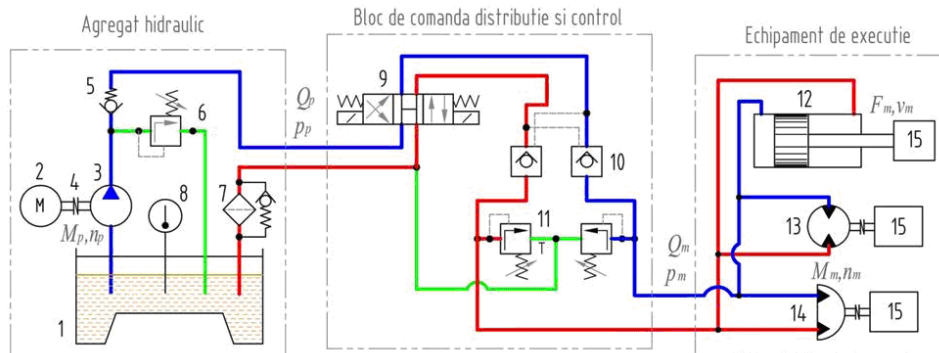 Agregat hidraulic
Bloc de comanda distributie si control
Echipament de executie
5
6
9
12
Qp
pp
Fm,vm
15
2
4
3
8
7
10
M
11
13
15
Mp,np
T
Qm
pm
Mm,nm
1
14
15